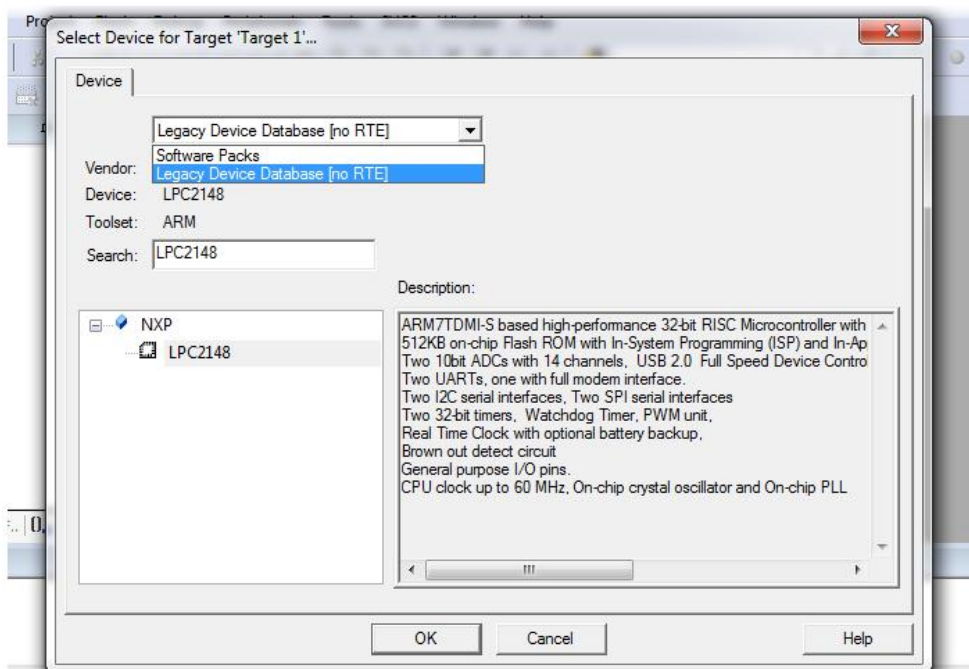 Select Device for Target 'Target 1'...
Device
Legacy Device Database [no RTE]
Software Packs
Legacy Device Database [no RTE]
Vendor:
Device: LPC2148
Toolset: ARM
Search: LPC2148
Description:
NXP
LPC2148
ARM7TDMI-S based high-performance 32-bit RISC Microcontroller with
512KB on-chip Flash ROM with In-System Programming (ISP) and In-Ap
Two 10bit ADCs with 14 channels, USB 2.0 Full Speed Device Contro
Two UARTs, one with full modem interface.
Two I2C serial interfaces, Two SPI serial interfaces
Two 32-bit timers, Watchdog Timer, PWM unit,
Real Time Clock with optional battery backup,
Brown out detect circuit
General purpose I/O pins.
CPU clock up to 60 MHz, On-chip crystal oscillator and On-chip PLL
OK
Cancel
Help